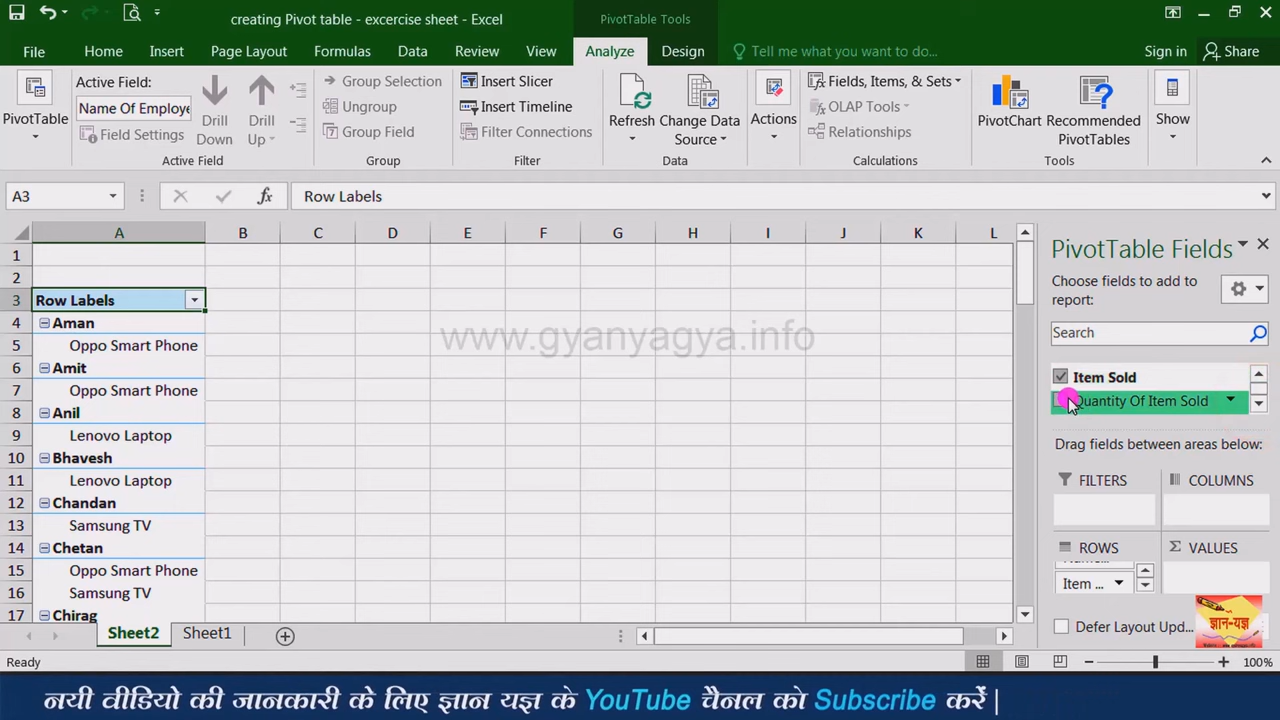 creating Pivot table - excercise sheet - Excel
PivotTable Tools
File Home Insert Page Layout Formulas Data Review View Analyze Design Tell me what you want to do... Sign in Share
PivotTable
Active Field:
Name Of Employe
Field Settings
Drill Down
Drill Up
Active Field
Group Selection
Ungroup
Group Field
Group
Insert Slicer
Insert Timeline
Filter Connections
Filter
Refresh
Change Data Source
Data
Actions
Fields, Items, & Sets
OLAP Tools
Relationships
Calculations
PivotChart
Recommended PivotTables
Tools
Show
A3 fx Row Labels
A B C D E F G H I J K L
1
2
3 Row Labels
4 Aman
5 Oppo Smart Phone
6 Amit
7 Oppo Smart Phone
8 Anil
9 Lenovo Laptop
10 Bhavesh
11 Lenovo Laptop
12 Chandan
13 Samsung TV
14 Chetan
15 Oppo Smart Phone
16 Samsung TV
17 Chirag
www.gyanyagya.info
PivotTable Fields
Choose fields to add to
report:
Search
Item Sold
Quantity Of Item Sold
Drag fields between areas below:
FILTERS COLUMNS
ROWS VALUES
Item ...
Defer Layout Upd...
ज्ञान-यज्ञ
Sheet2 Sheet1
Ready 100%
नयी वीडियो की जानकारी के लिए ज्ञान यज्ञ के YouTube चैनल को Subscribe करें |